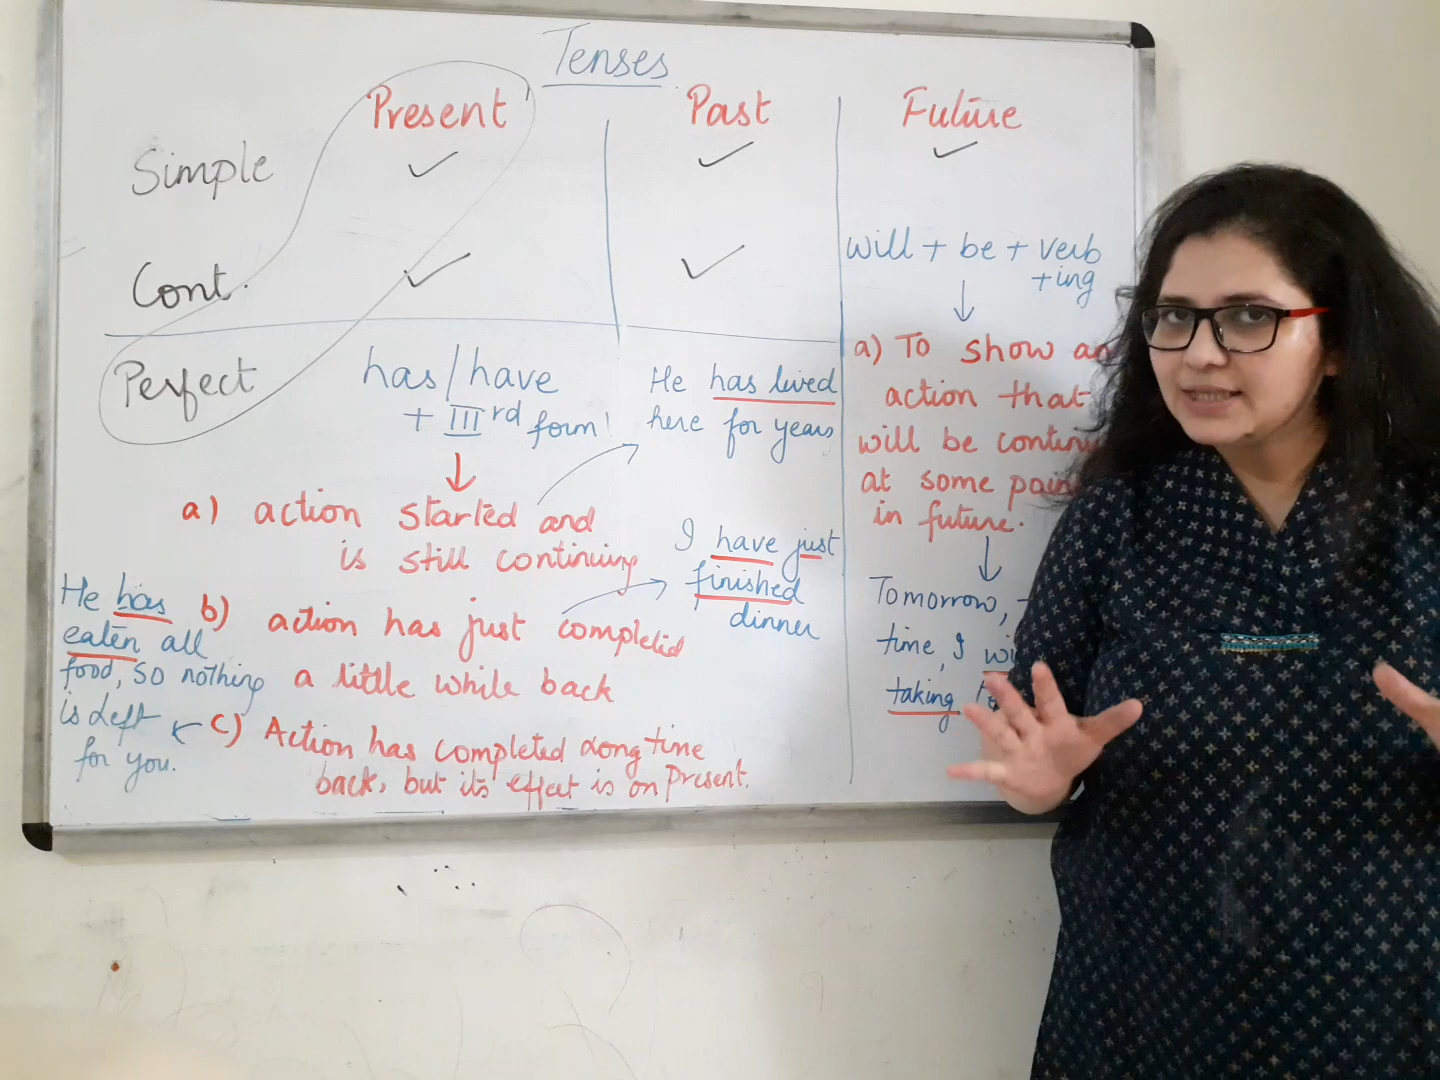 Tenses
Present Past Future
Simple
Cont.
will + be + verb
+ing
Perfect
has/have
+ IIIrd form
He has lived
here for years
a) To show an
action that
will be
at some
in future.
a) action started and
is still continuing
I have just
finished
dinner
b) action has just completed
a little while back
He has
eaten all
food, so nothing
is left
for you.
c) Action has completed long time
back, but its effect is on Present.
Tomorrow,
time, I
taking